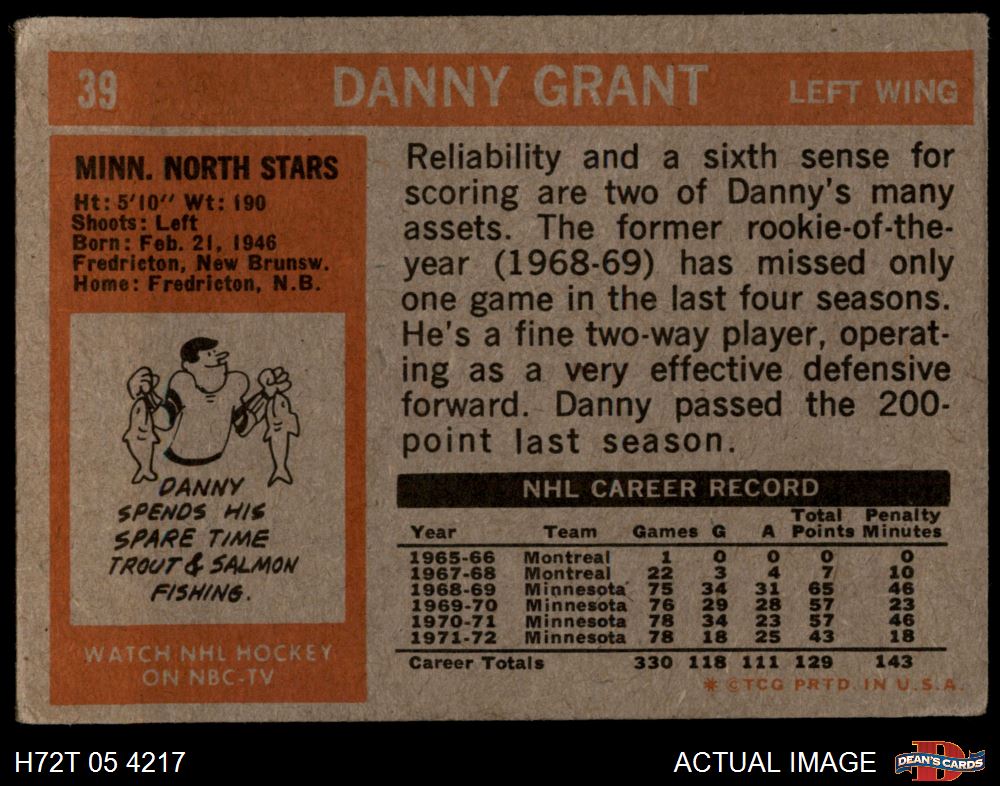 39 DANNY GRANT LEFT WING
MINN. NORTH STARS
Ht: 5'10" Wt: 190
Shoots: Left
Born: Feb. 21, 1946
Fredricton, New Brunsw.
Home: Fredricton, N.B.
DANNY
SPENDS HIS
SPARE TIME
TROUT & SALMON
FISHING.
WATCH NHL HOCKEY
ON NBC-TV
Reliability and a sixth sense for
scoring are two of Danny's many
assets. The former rookie-of-the-
year (1968-69) has missed only
one game in the last four seasons.
He's a fine two-way player, operat-
ing as a very effective defensive
forward. Danny passed the 200-
point last season.
NHL CAREER RECORD
Year Team Games G A Total Points Penalty Minutes
1965-66 Montreal 1 0 0 0 0
1967-68 Montreal 22 3 4 7 10
1968-69 Minnesota 75 34 31 65 46
1969-70 Minnesota 76 29 28 57 23
1970-71 Minnesota 78 34 23 57 46
1971-72 Minnesota 78 18 25 43 18
Career Totals 330 118 111 129 143
* © TCG PRTD. IN U.S.A.
H72T 05 4217 ACTUAL IMAGE D DEAN'S CARDS